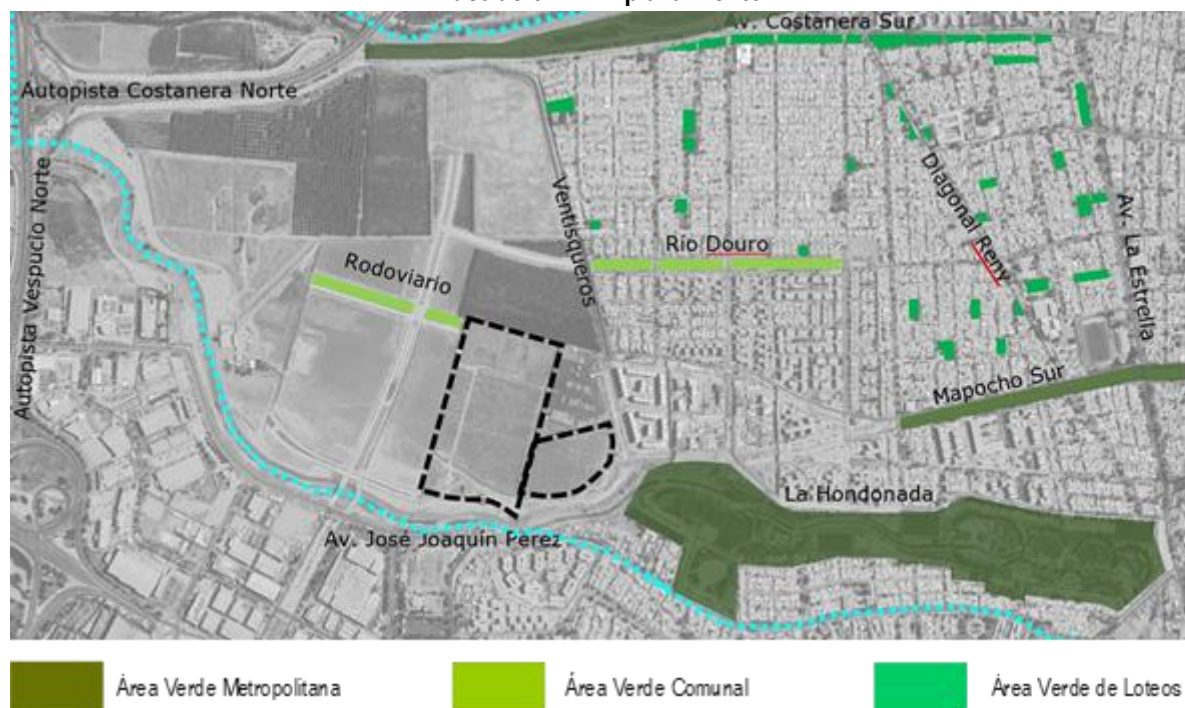 Av. Costanera Sur
Autopista Costanera Norte
Autopista Vespucio Norte
Ventisqueros
Diagonal Reny
Av. La Estrella
Río Douro
Rodoviario
Mapocho Sur
La Hondonada
Av. José Joaquín Pérez
Área Verde Metropolitana
Área Verde Comunal
Área Verde de Loteos